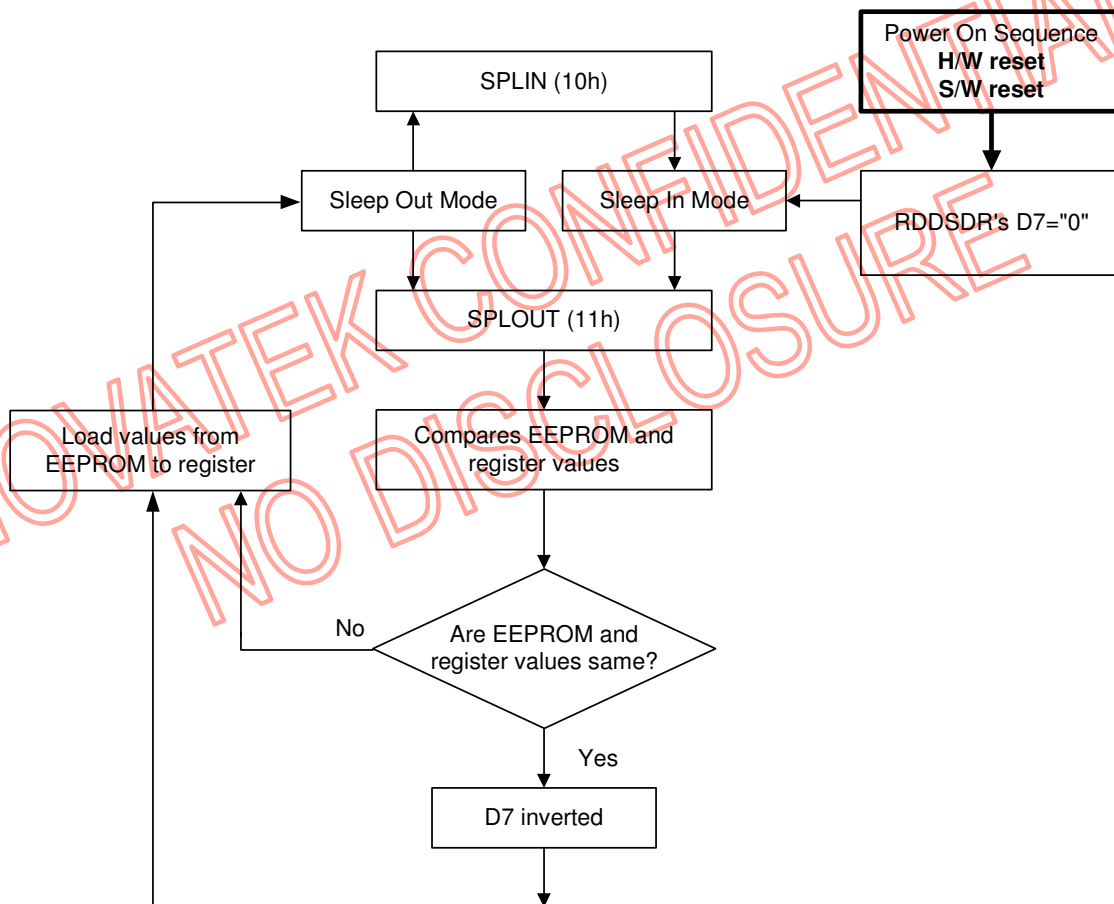 Power On Sequence
H/W reset
S/W reset
SPLIN (10h)
Sleep Out Mode
Sleep In Mode
RDDSDR's D7="0"
SPLOUT (11h)
Load values from
EEPROM to register
Compares EEPROM and
register values
No
Are EEPROM and
register values same?
Yes
D7 inverted
NOVATEK CONFIDENTIAL
NO DISCLOSURE